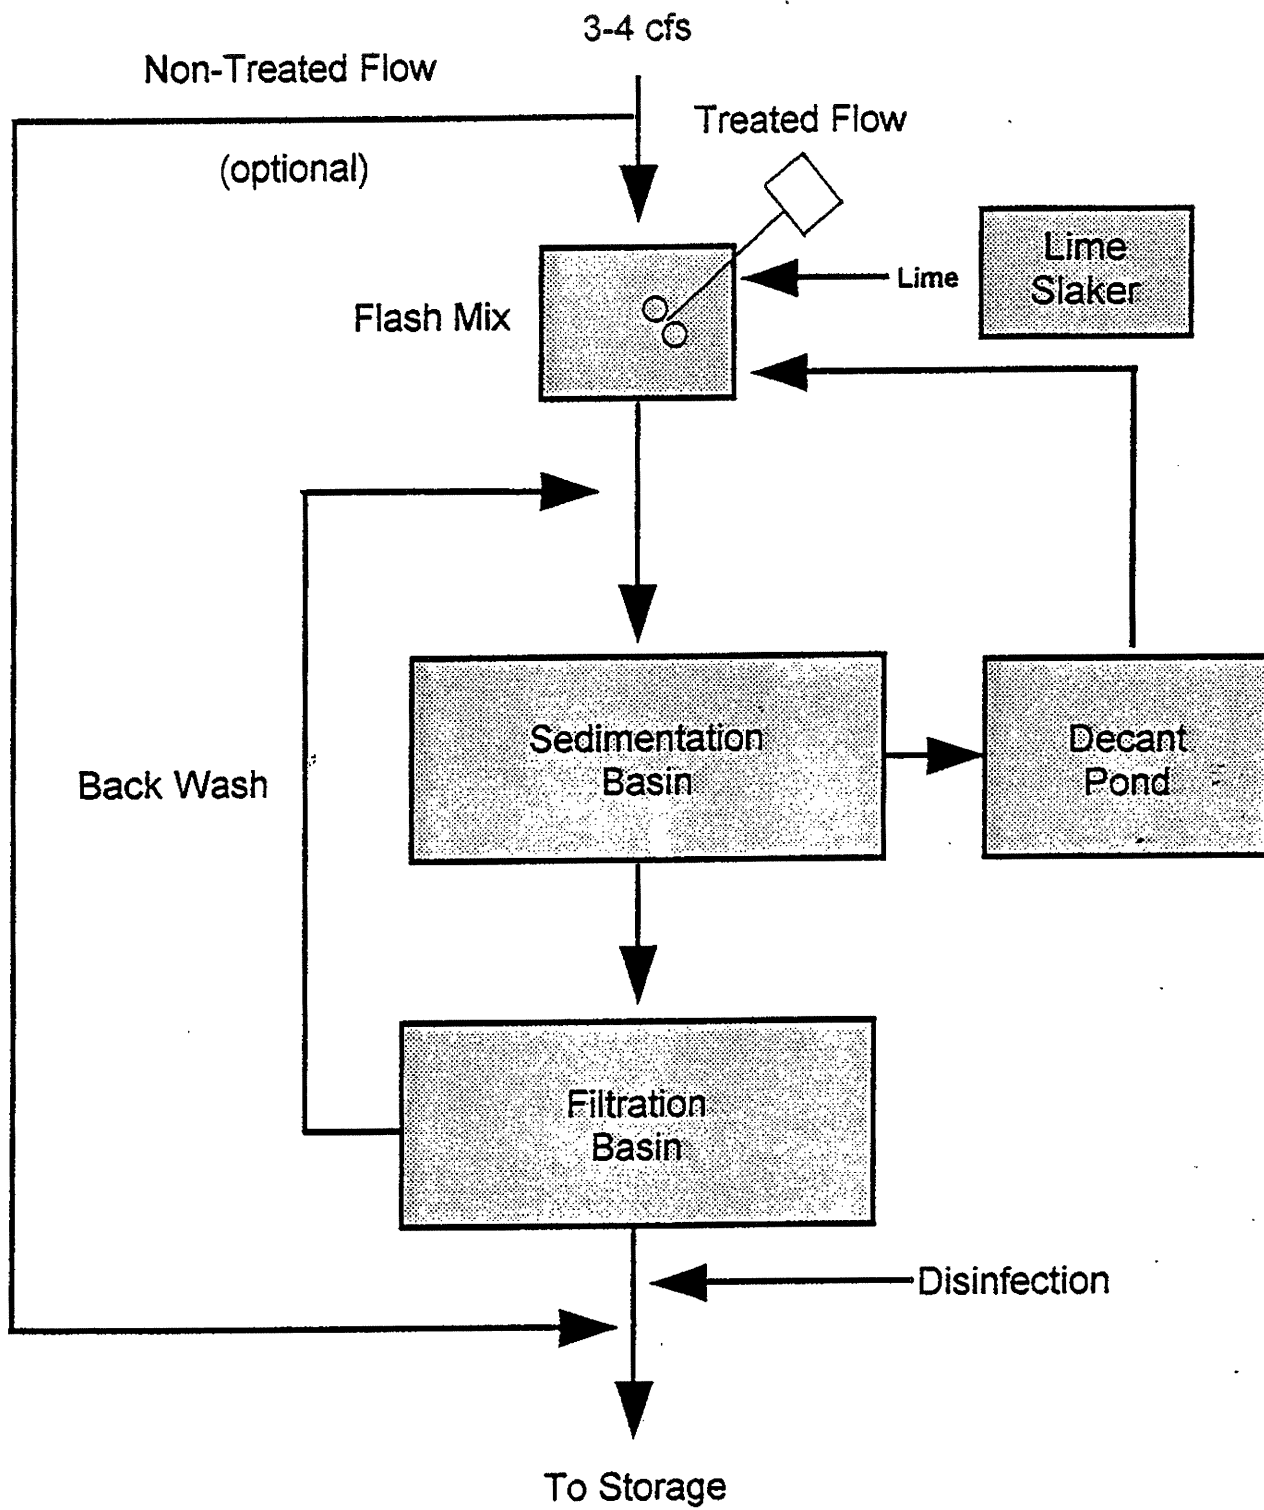 3-4 cfs
Non-Treated Flow
(optional)
Treated Flow
Lime
Slaker
Lime
Flash Mix
Sedimentation
Basin
Decant
Pond
Back Wash
Filtration
Basin
Disinfection
To Storage